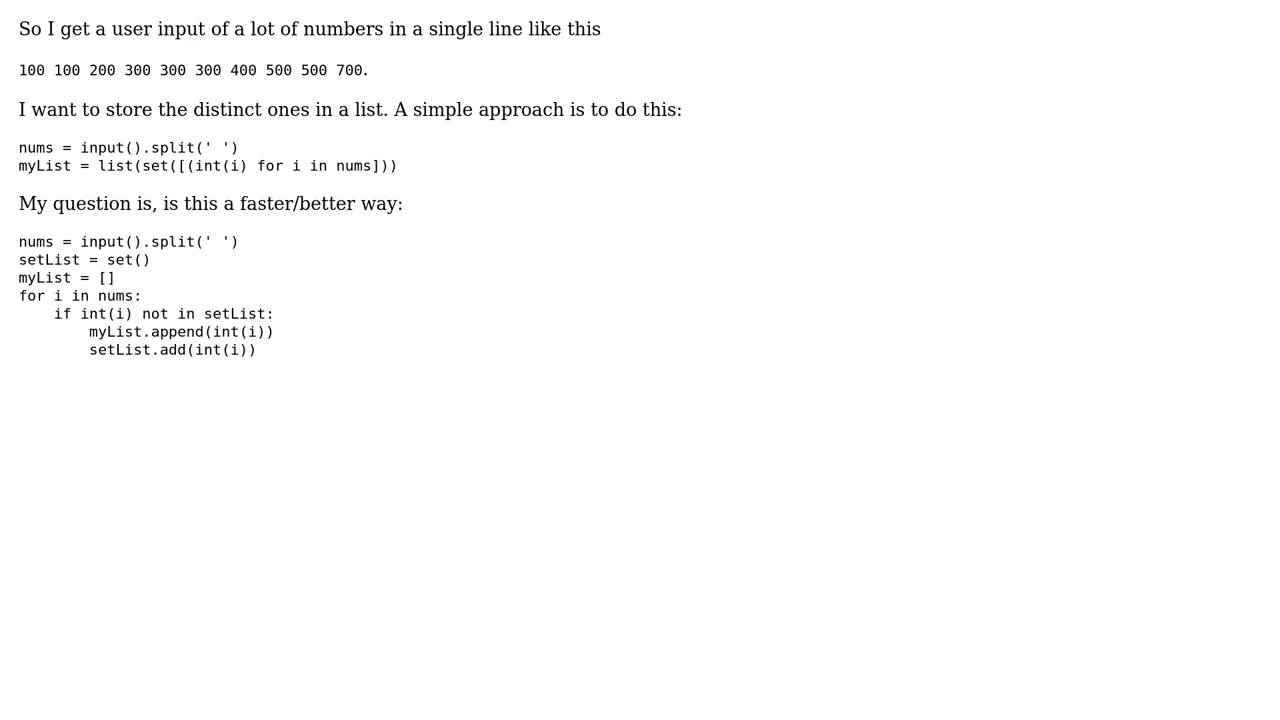 So I get a user input of a lot of numbers in a single line like this
100 100 200 300 300 300 400 500 500 700.
I want to store the distinct ones in a list. A simple approach is to do this:
nums = input().split(' ')
myList = list(set([(int(i) for i in nums]))
My question is, is this a faster/better way:
nums = input().split(' ')
setList = set()
myList = []
for i in nums:
    if int(i) not in setList:
        myList.append(int(i))
        setList.add(int(i))